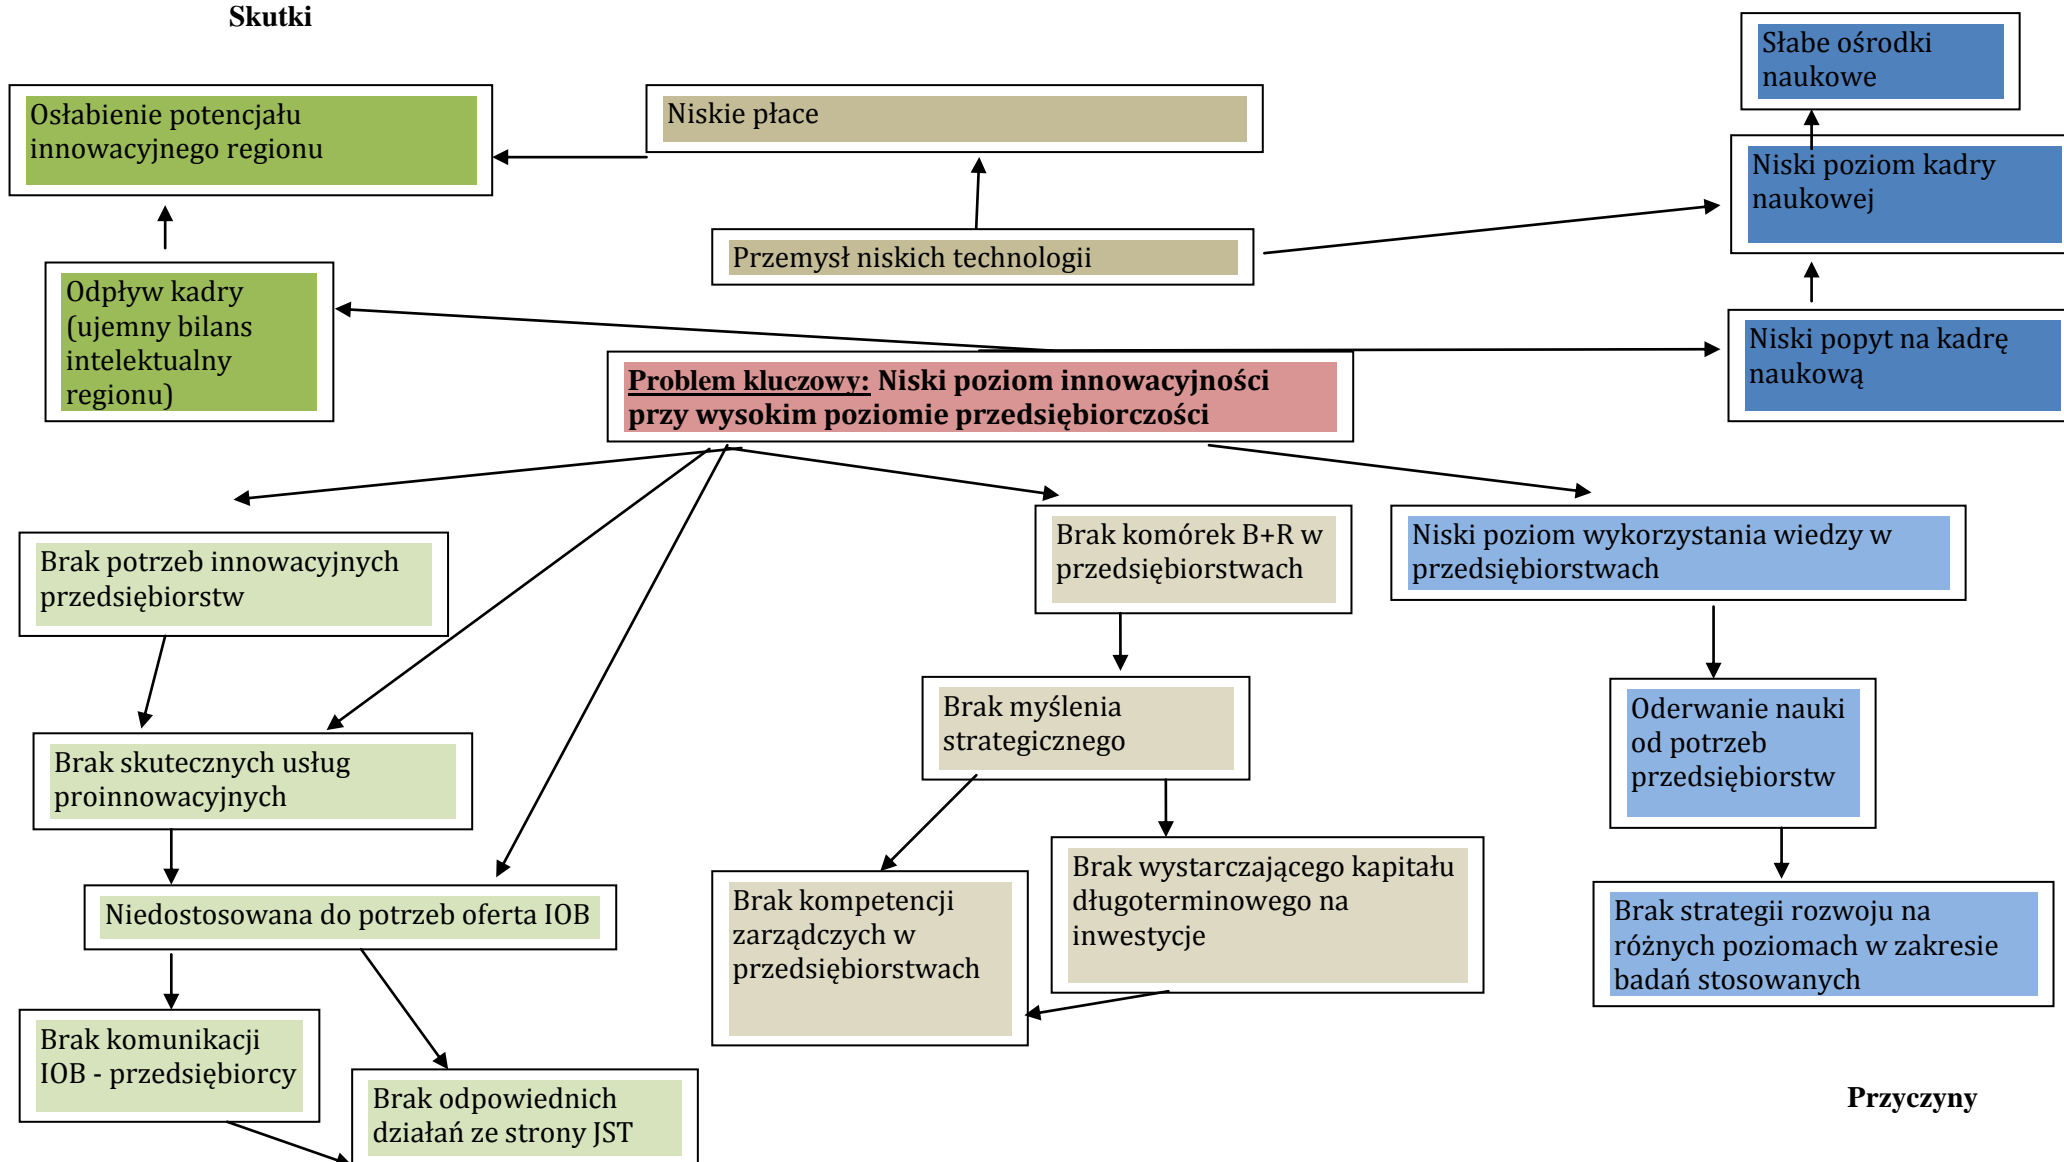 Skutki
Słabe ośrodki
naukowe
Osłabienie potencjału
innowacyjnego regionu
Niskie płace
Niski poziom kadry
naukowej
Przemysł niskich technologii
Odpływ kadry
(ujemny bilans
intelektualny
regionu)
Niski popyt na kadrę
naukową
Problem kluczowy: Niski poziom innowacyjności
przy wysokim poziomie przedsiębiorczości
Brak potrzeb innowacyjnych
przedsiębiorstw
Brak komórek B+R w
przedsiębiorstwach
Niski poziom wykorzystania wiedzy w
przedsiębiorstwach
Brak skutecznych usług
proinnowacyjnych
Brak myślenia
strategicznego
Oderwanie nauki
od potrzeb
przedsiębiorstw
Niedostosowana do potrzeb oferta IOB
Brak kompetencji
zarządczych w
przedsiębiorstwach
Brak wystarczającego kapitału
długoterminowego na
inwestycje
Brak strategii rozwoju na
różnych poziomach w zakresie
badań stosowanych
Brak komunikacji
IOB - przedsiębiorcy
Brak odpowiednich
działań ze strony JST
Przyczyny